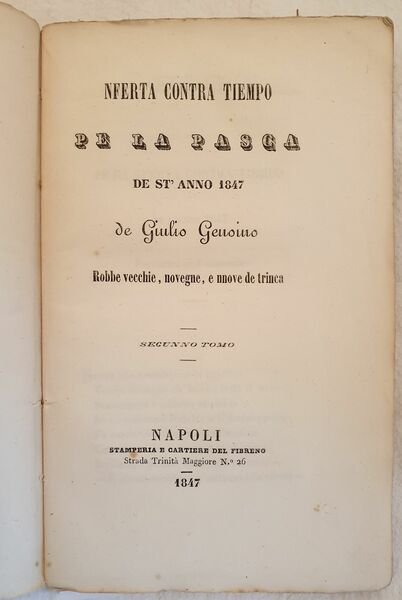 NFERTA CONTRA TIEMPO
PE LA PASCA
DE ST' ANNO 1847
de Giulio Genoino
Robbe vecchie, novegne, e nnove de trinca
SECUNNO TOMO
NAPOLI
STAMPERIA E CARTIERE DEL FIBRENO
Strada Trinità Maggiore N.º 26
1847